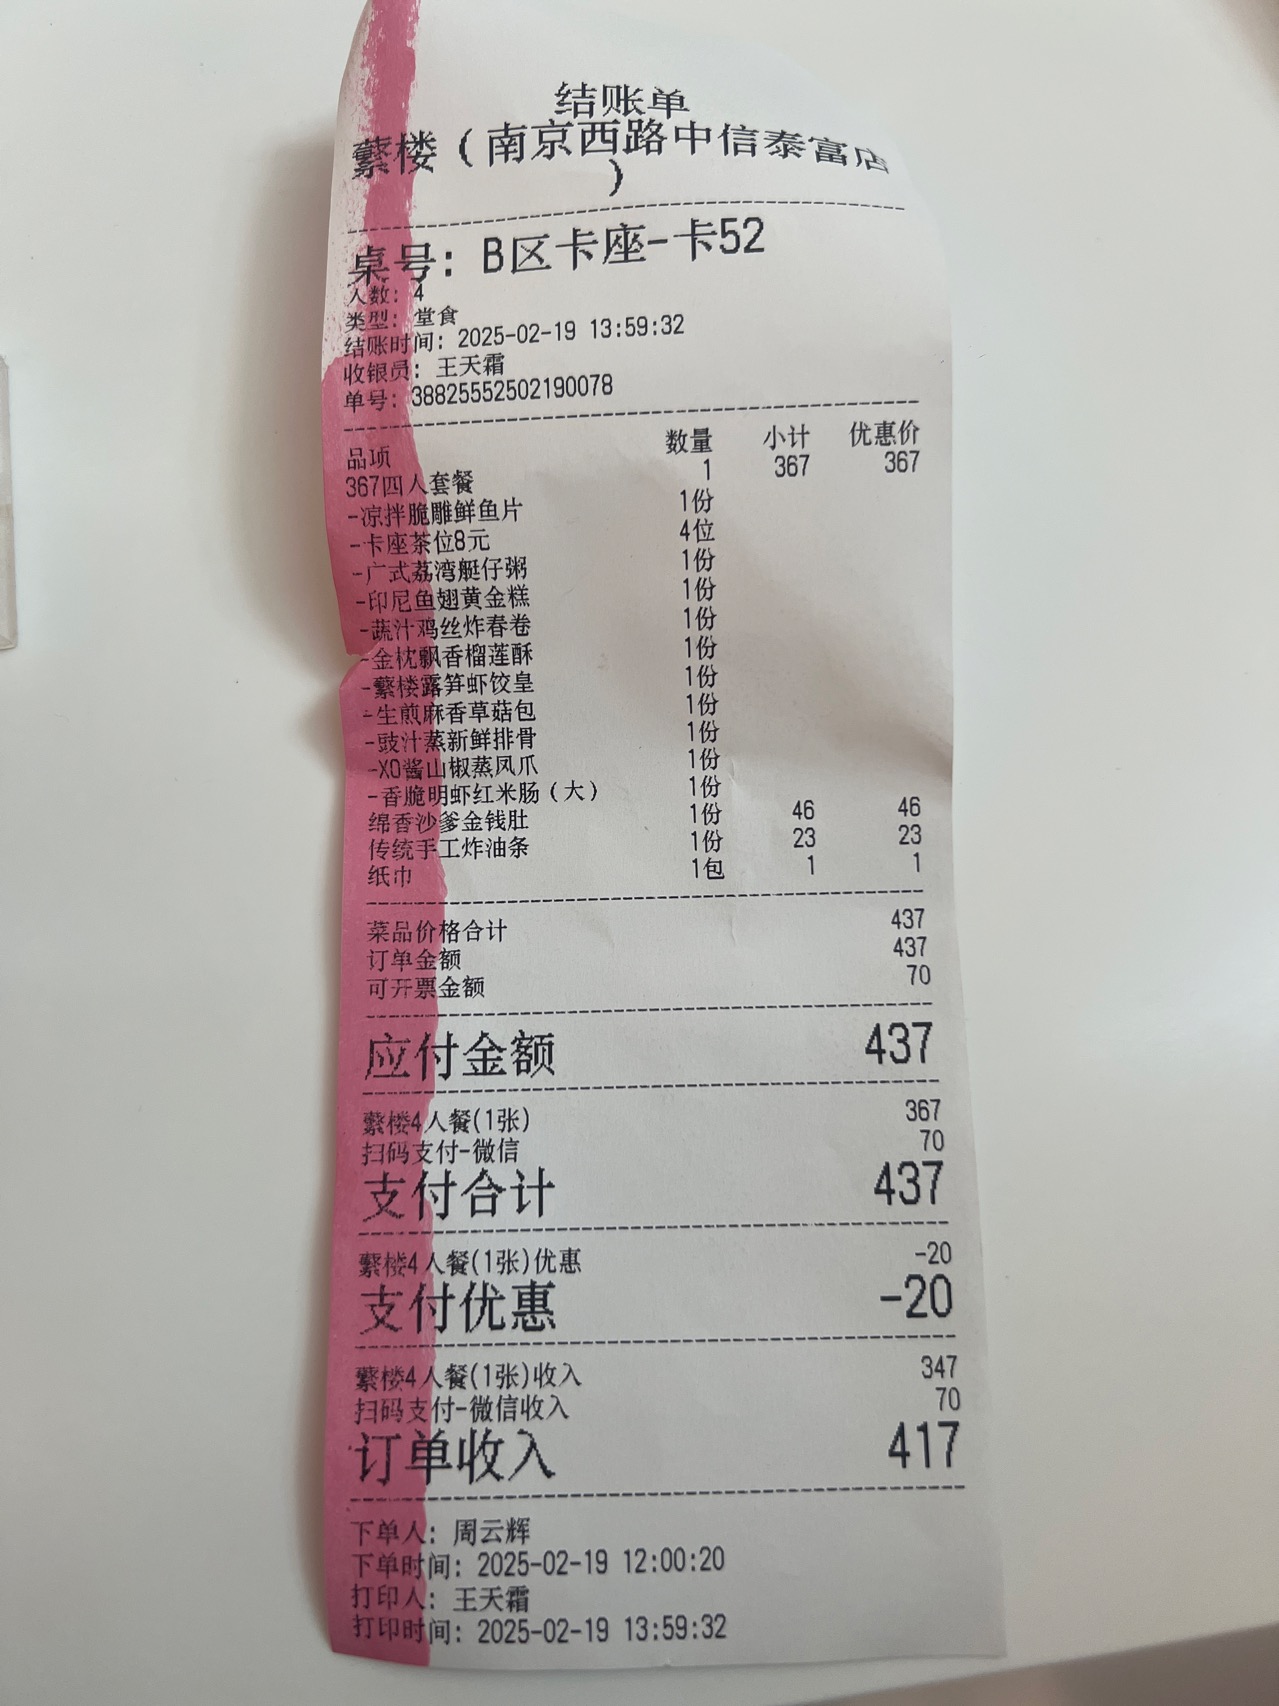 结账单
蘩楼（南京西路中信泰富店
）
桌号: B区卡座-卡52
人数: 4
类型: 堂食
结账时间: 2025-02-19 13:59:32
收银员: 王天霜
单号: 38825552502190078
品项 数量 小计 优惠价
367四人套餐 1 367 367
-凉拌脆雕鲜鱼片 1份
-卡座茶位8元 4位
-广式荔湾艇仔粥 1份
-印尼鱼翅黄金糕 1份
-蔬汁鸡丝炸春卷 1份
-金枕飘香榴莲酥 1份
-蘩楼露笋虾饺皇 1份
-生煎麻香草菇包 1份
-豉汁蒸新鲜排骨 1份
-XO酱山椒蒸凤爪 1份
-香脆明虾红米肠（大） 1份
绵香沙爹金钱肚 1份 46 46
传统手工炸油条 1份 23 23
纸巾 1包 1 1
菜品价格合计 437
订单金额 437
可开票金额 70
应付金额 437
蘩楼4人餐(1张) 367
扫码支付-微信 70
支付合计 437
蘩楼4人餐(1张)优惠 -20
支付优惠 -20
蘩楼4人餐(1张)收入 347
扫码支付-微信收入 70
订单收入 417
下单人: 周云辉
下单时间: 2025-02-19 12:00:20
打印人: 王天霜
打印时间: 2025-02-19 13:59:32